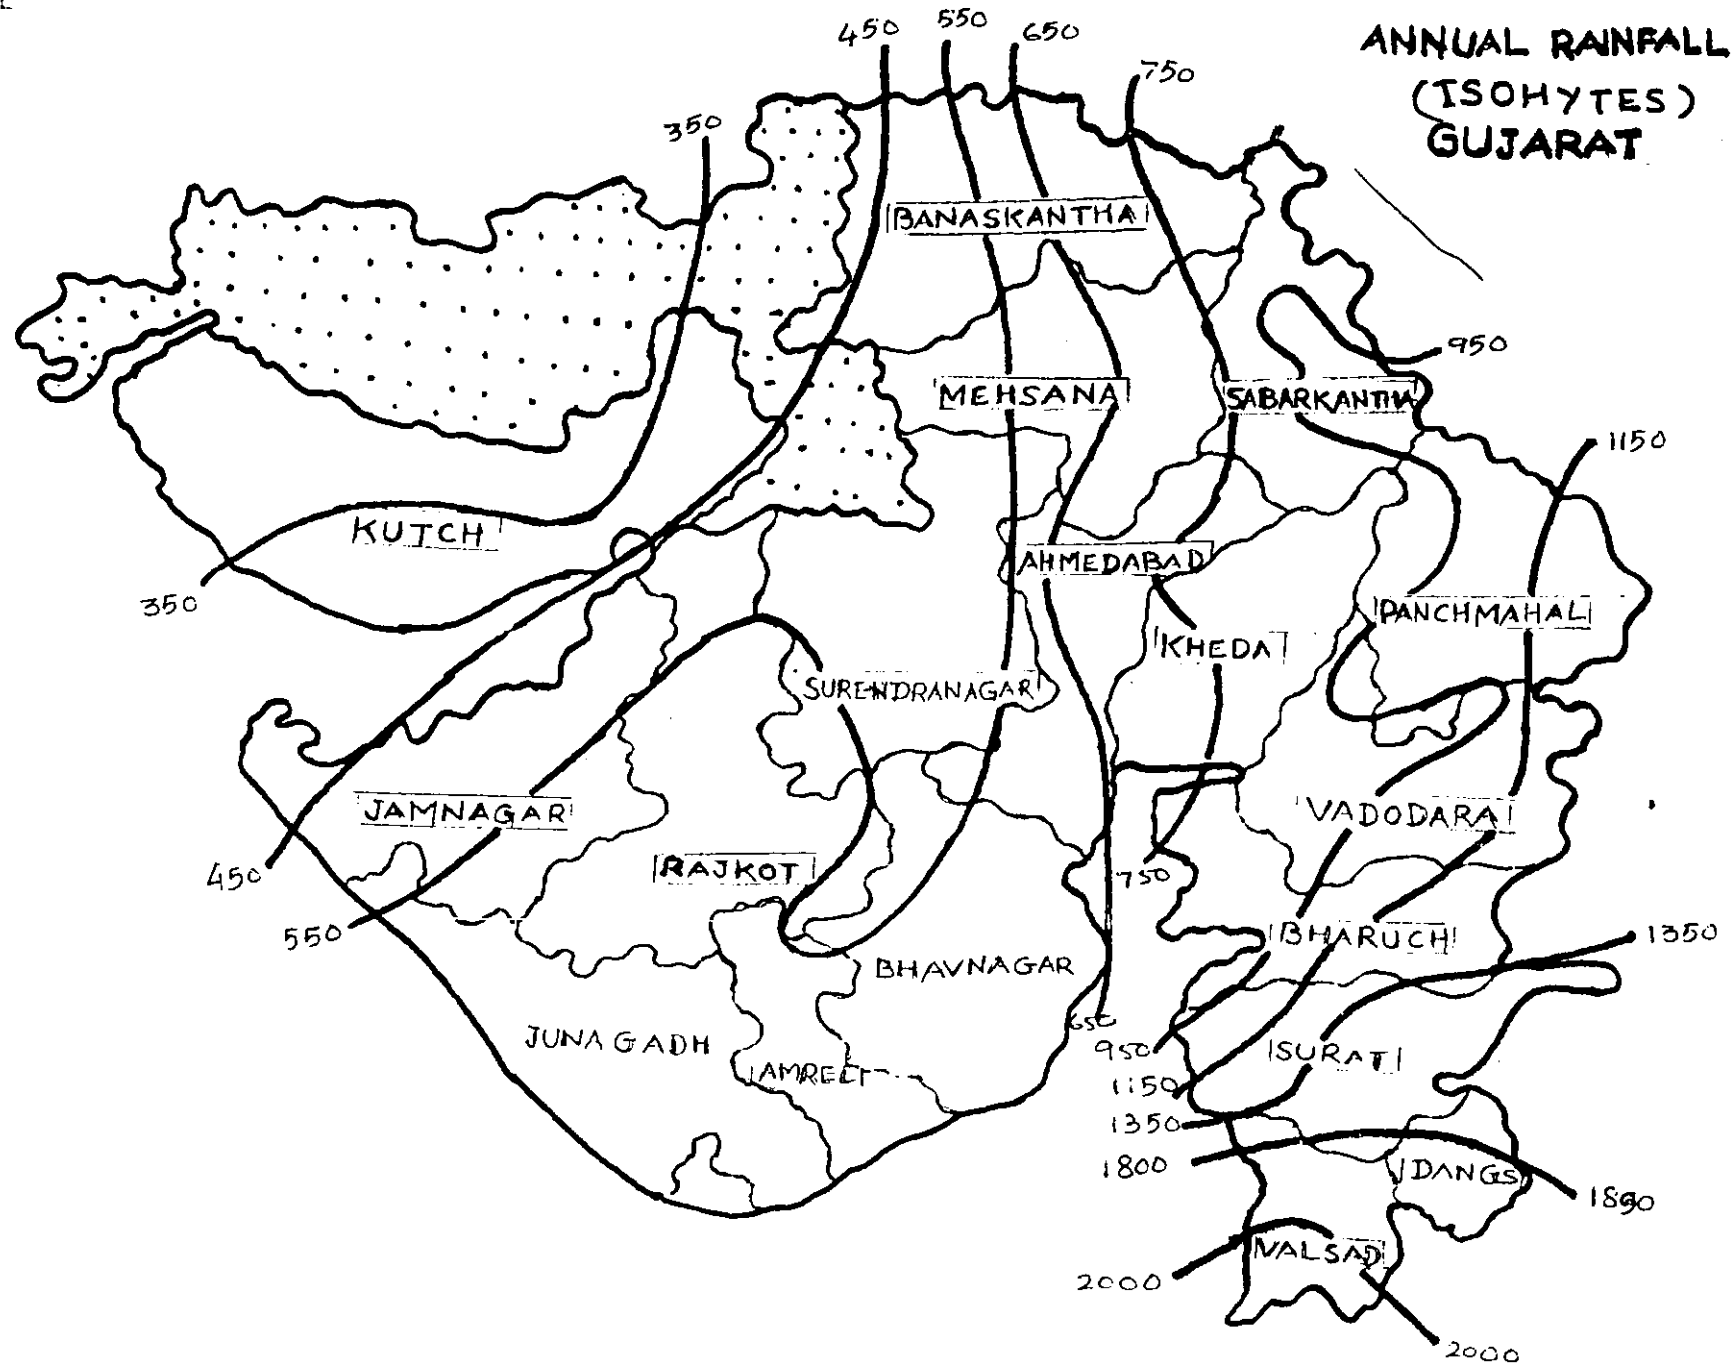 ANNUAL RAINFALL
(ISOHYTES)
GUJARAT
450
550
650
750
350
BANASKANTHA
950
MEHSANA
SABARKANTHA
1150
KUTCH
AHMEDABAD
350
PANCHMAHAL
KHEDA
SURENDRANAGAR
JAMNAGAR
VADODARA
RAJKOT
450
750
550
BHARUCH
1350
BHAVNAGAR
650
JUNAGADH
950
SURAT
AMRELI
1150
1350
1800
DANGS
1800
VALSAD
2000
2000